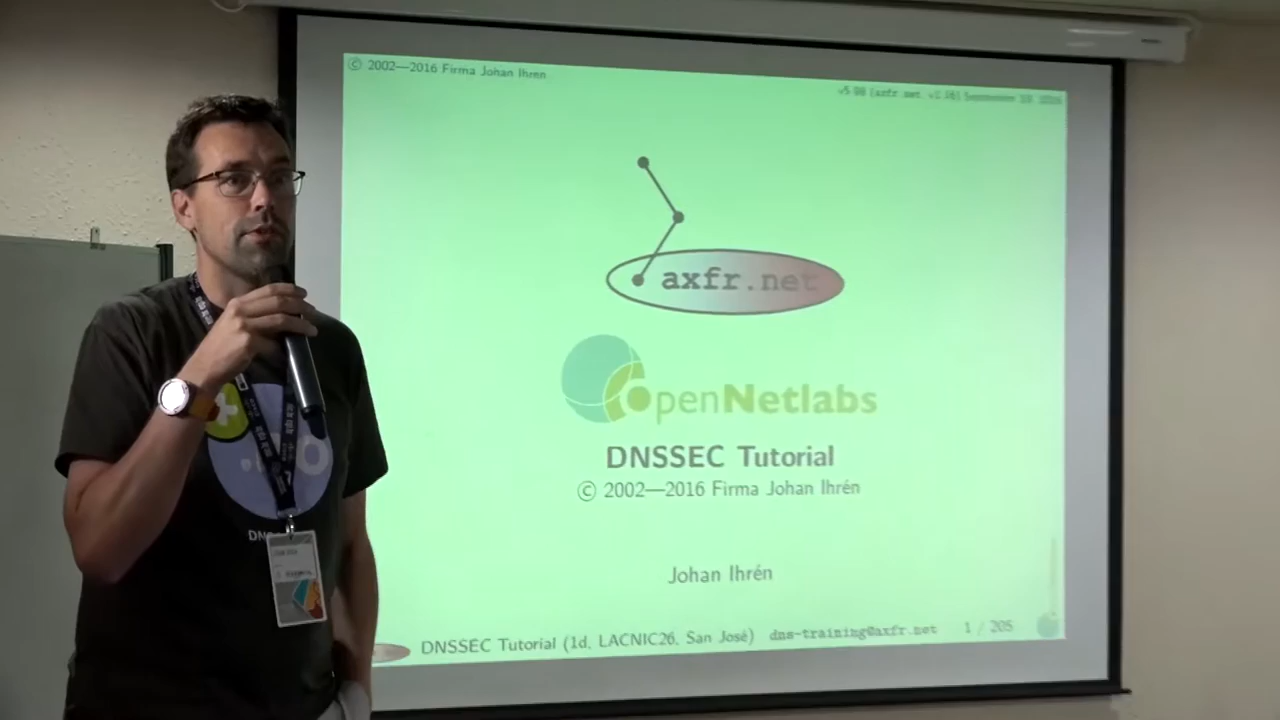 © 2002—2016 Firma Johan Ihrén
axfr.net
OpenNetlabs
DNSSEC Tutorial
© 2002—2016 Firma Johan Ihrén
Johan Ihrén
DNSSEC Tutorial (1d, LACNIC26, San José) dns-training@axfr.net 1 / 205
DNS